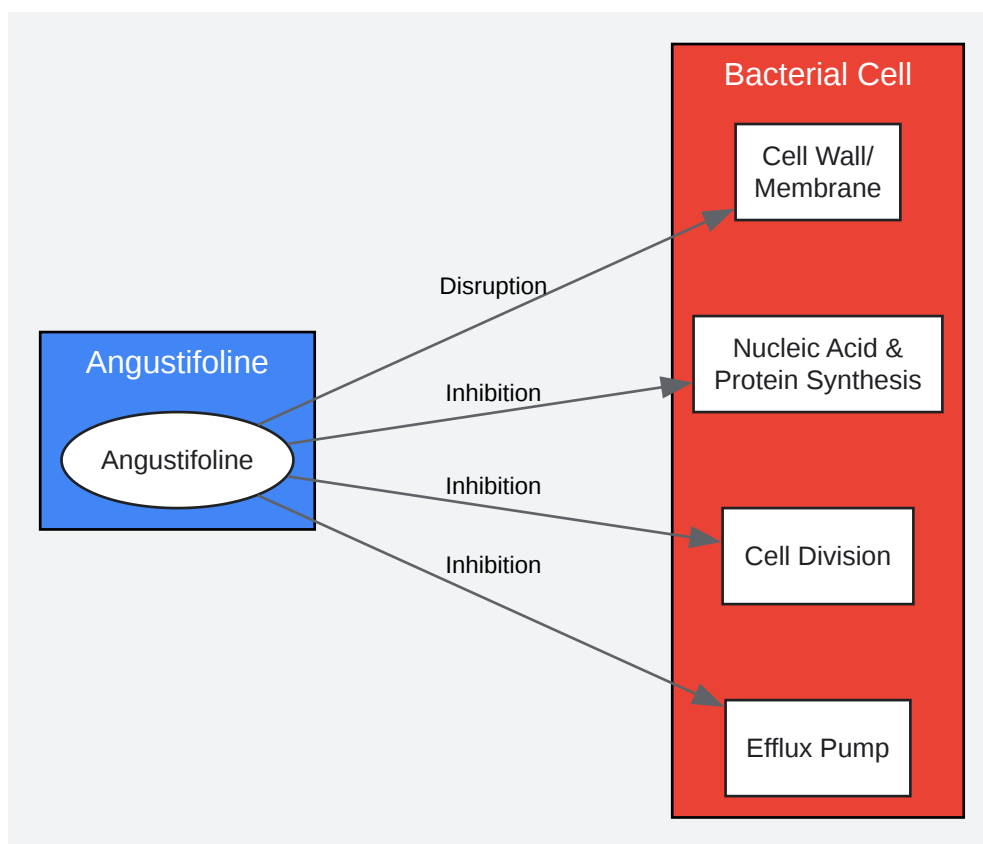 Bacterial Cell
Cell Wall/
Membrane
Disruption
Nucleic Acid &
Protein Synthesis
Angustifoline
Inhibition
Angustifoline
Inhibition
Cell Division
Inhibition
Efflux Pump